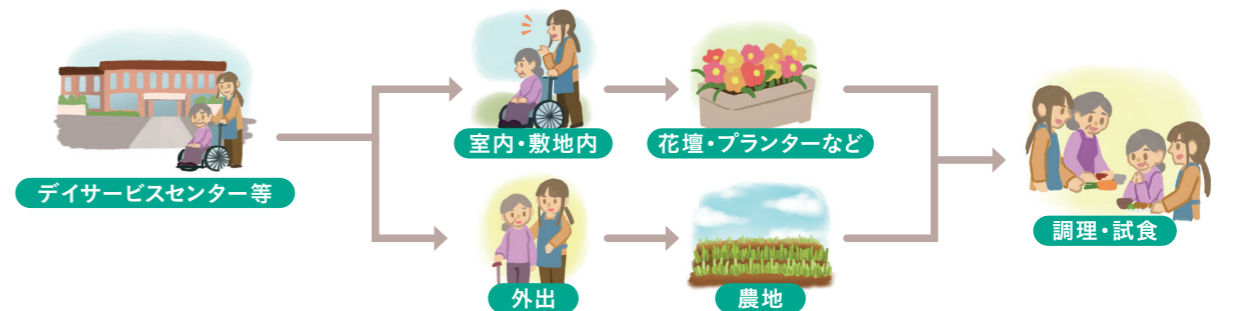 デイサービスセンター等
室内・敷地内
花壇・プランターなど
外出
農地
調理・試食